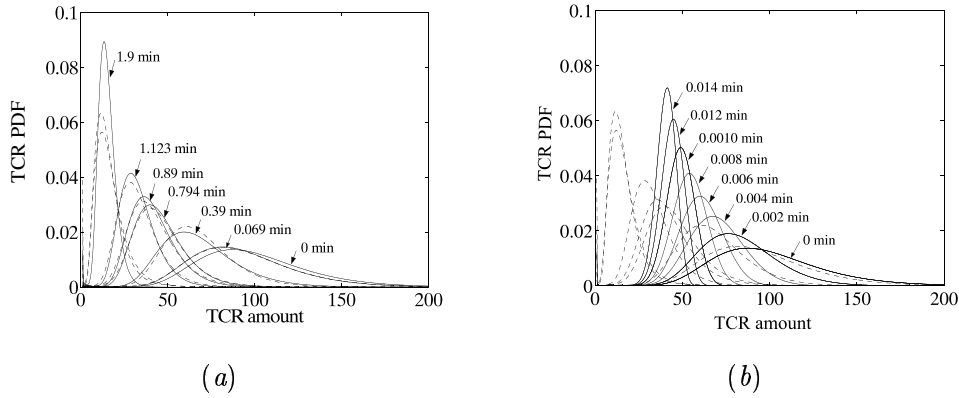 0.1
0.08
0.06
0.04
0.02
0
TCR PDF
1.9 min
1.123 min
0.89 min
0.794 min
0.39 min
0.069 min
0 min
0 50 100 150 200
TCR amount
(a)
0.1
0.08
0.06
0.04
0.02
0
TCR PDF
0.014 min
0.012 min
0.0010 min
0.008 min
0.006 min
0.004 min
0.002 min
0 min
0 50 100 150 200
TCR amount
(b)